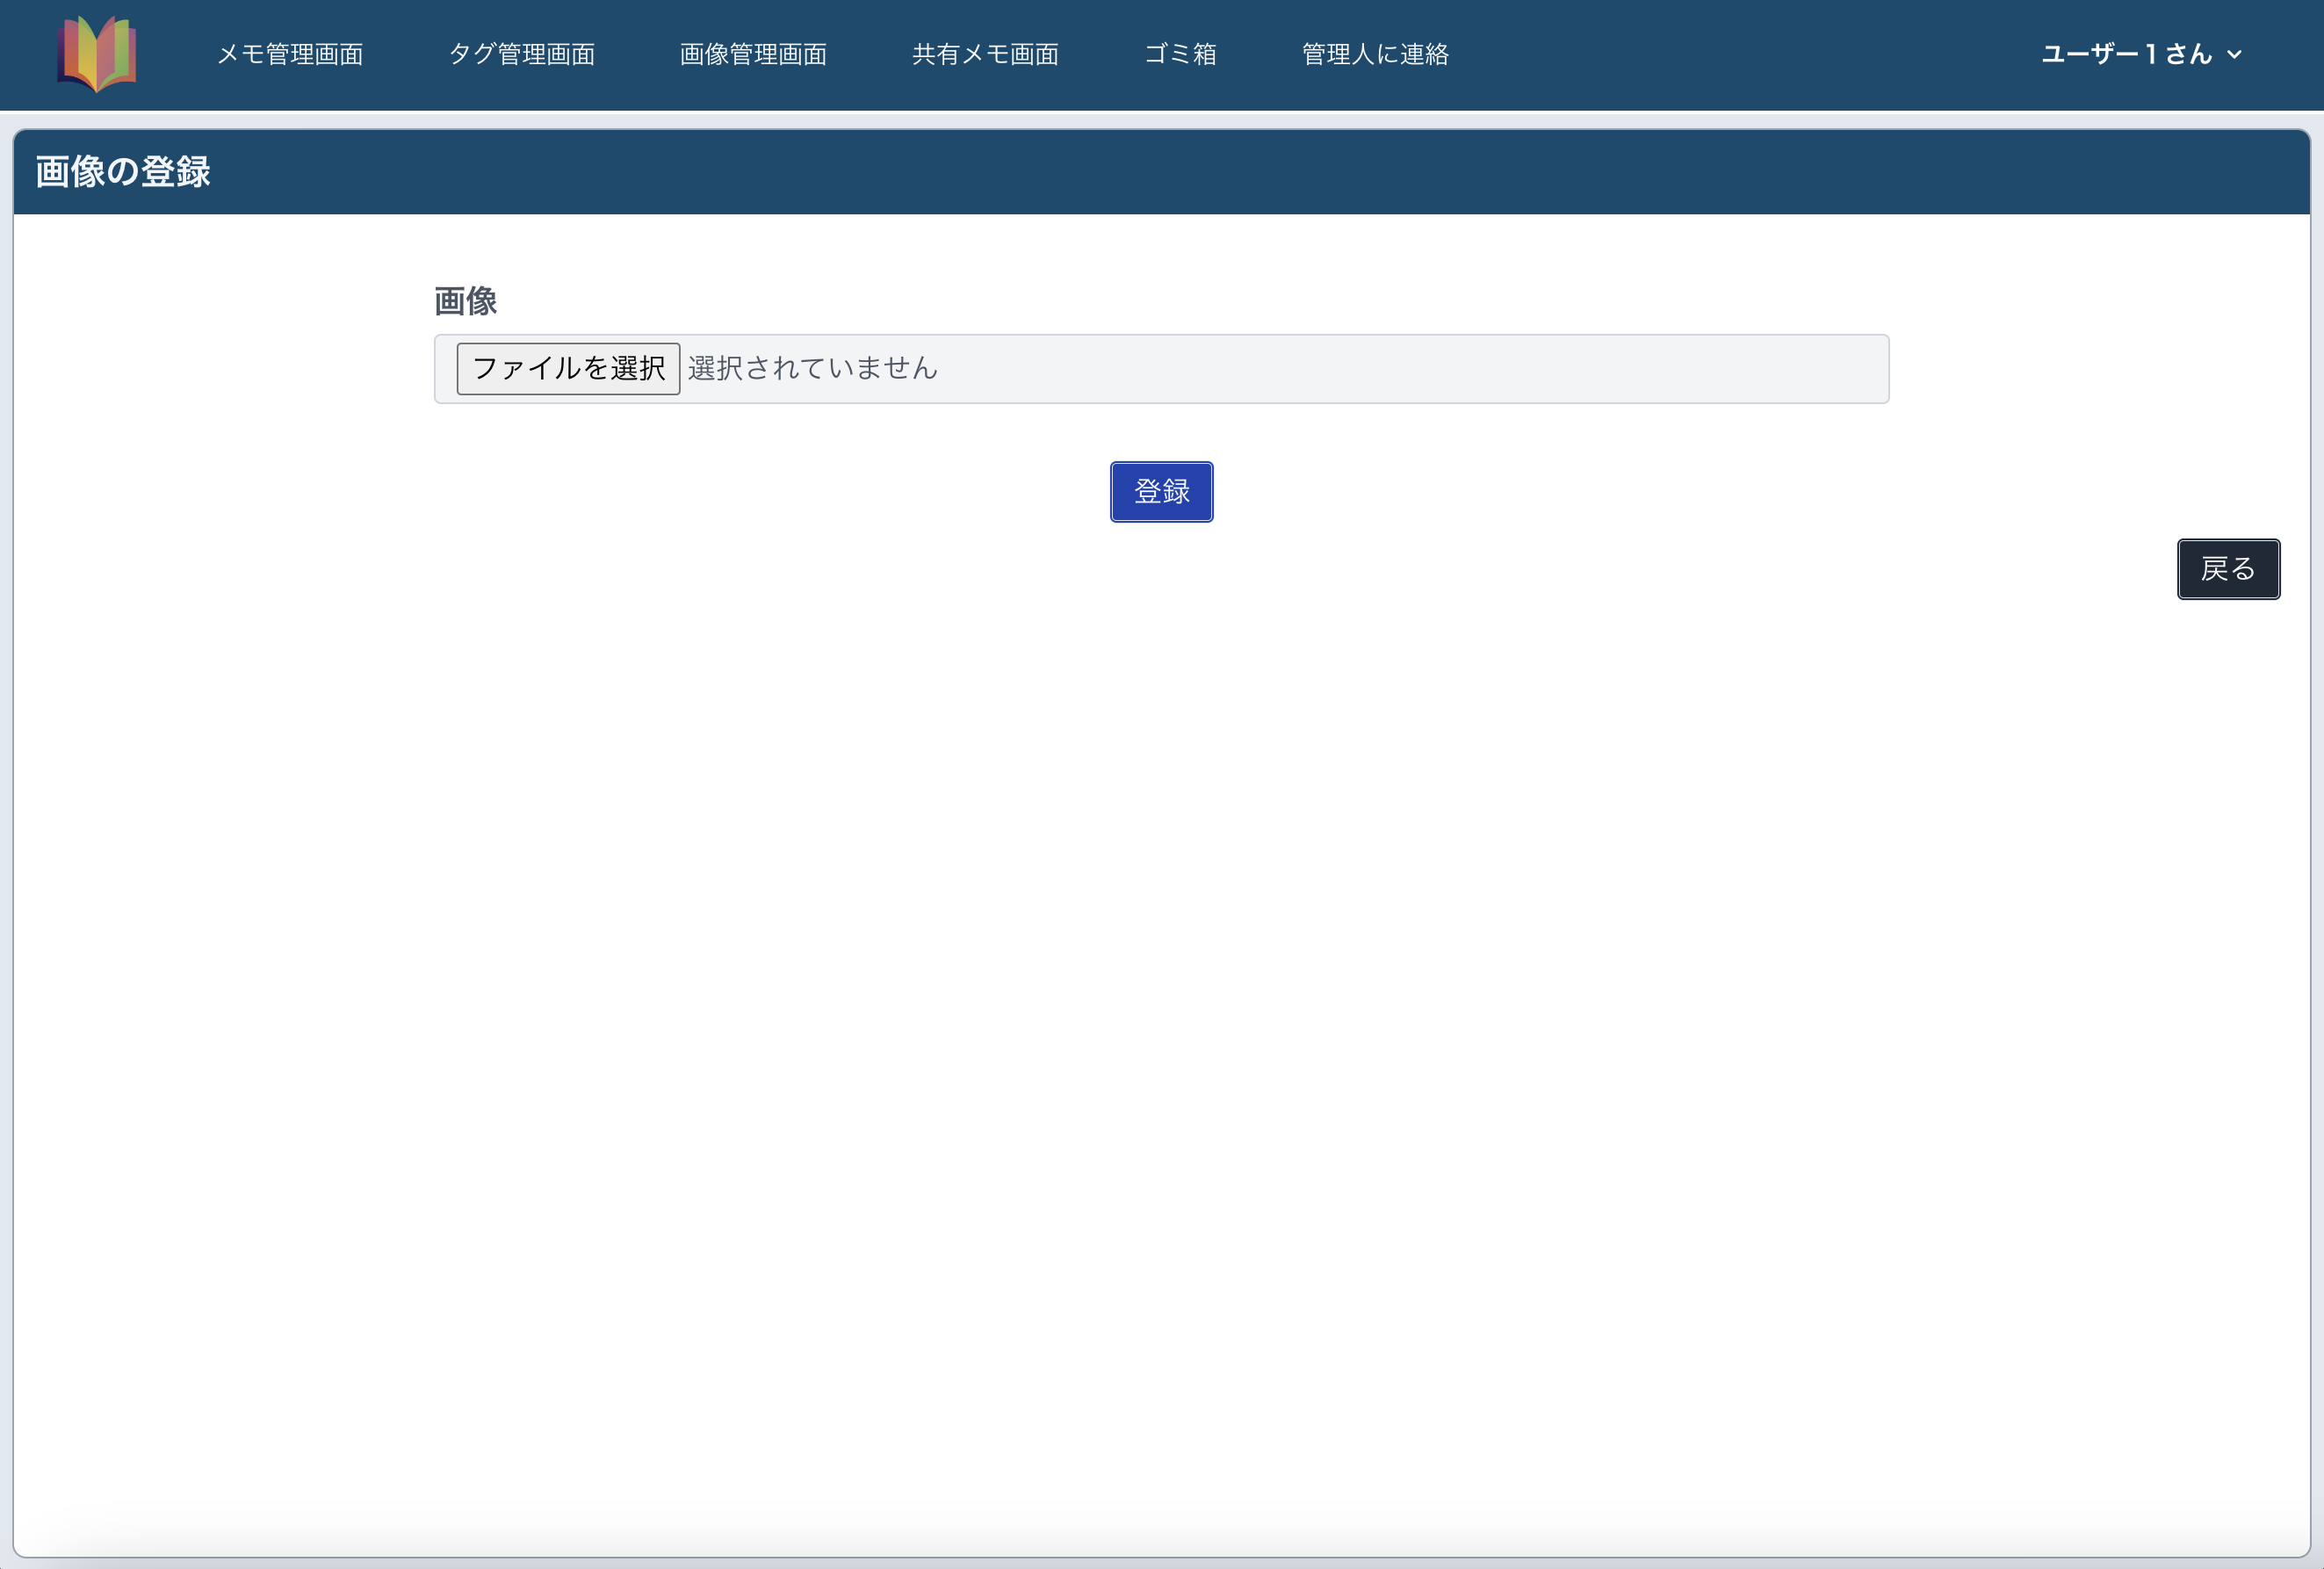 メモ管理画面 タグ管理画面 画像管理画面 共有メモ画面 ゴミ箱 管理人に連絡 ユーザー1 さん
画像の登録
画像
ファイルを選択 選択されていません
登録
戻る